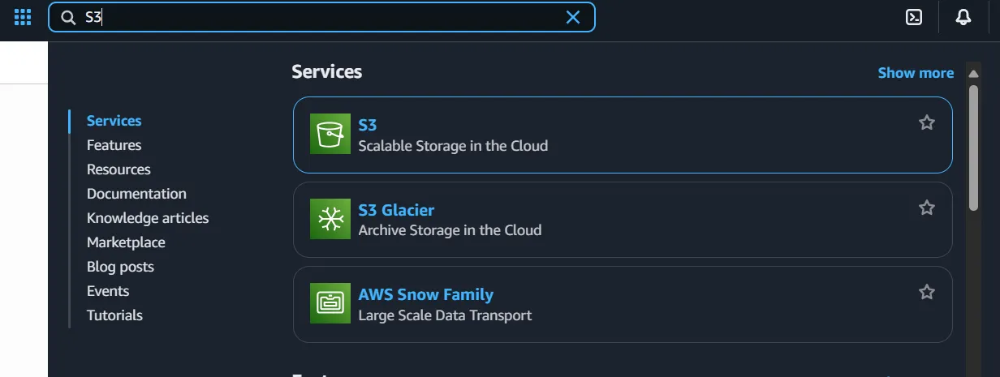 S3
Services
Show more
Services
Features
Resources
Documentation
Knowledge articles
Marketplace
Blog posts
Events
Tutorials
S3
Scalable Storage in the Cloud
S3 Glacier
Archive Storage in the Cloud
AWS Snow Family
Large Scale Data Transport